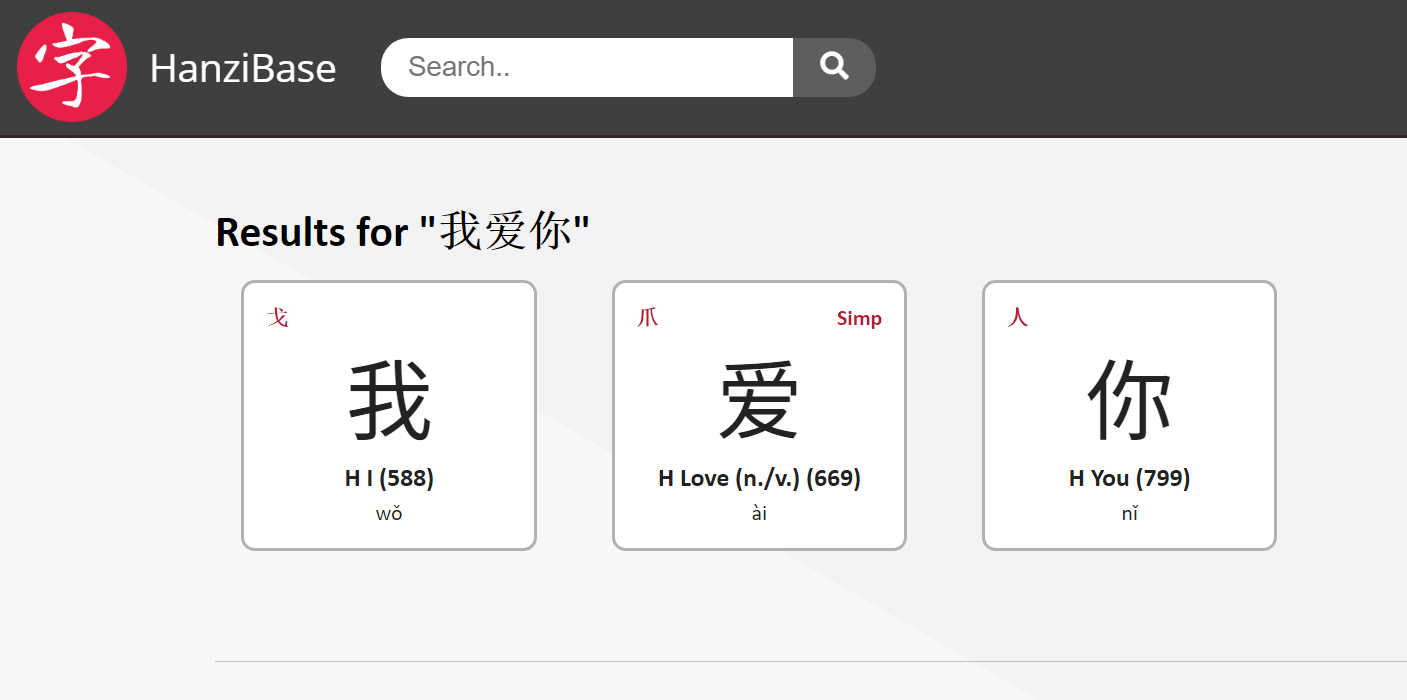 字 HanziBase Search..
Results for "我爱你"
戈
我
H I (588)
wǒ
爪 Simp
爱
H Love (n./v.) (669)
ài
人
你
H You (799)
nǐ